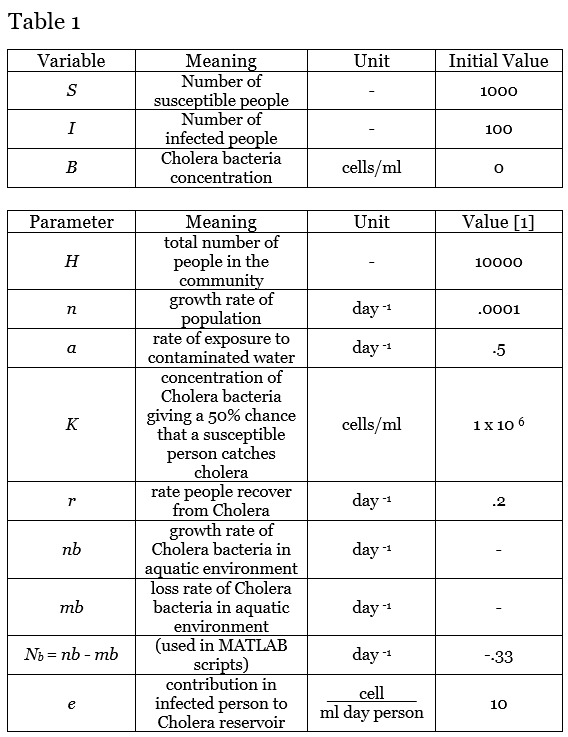 Table 1
Variable Meaning Unit Initial Value
S Number of susceptible people - 1000
I Number of infected people - 100
B Cholera bacteria concentration cells/ml 0
Parameter Meaning Unit Value [1]
H total number of people in the community - 10000
n growth rate of population day -1 .0001
a rate of exposure to contaminated water day -1 .5
K concentration of Cholera bacteria giving a 50% chance that a susceptible person catches cholera cells/ml 1 x 10 6
r rate people recover from Cholera day -1 .2
nb growth rate of Cholera bacteria in aquatic environment day -1 -
mb loss rate of Cholera bacteria in aquatic environment day -1 -
Nb = nb - mb (used in MATLAB scripts) day -1 -.33
e contribution in infected person to Cholera reservoir cell ml day person 10